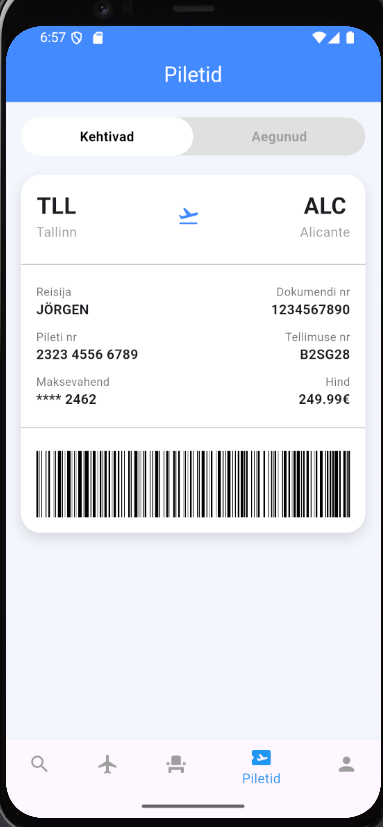 6:57
Piletid
Kehtivad Aegunud
TLL ALC
Tallinn Alicante
Reisija Dokumendi nr
JÖRGEN 1234567890
Pileti nr Tellimuse nr
2323 4556 6789 B2SG28
Maksevahend Hind
**** 2462 249.99€
Piletid